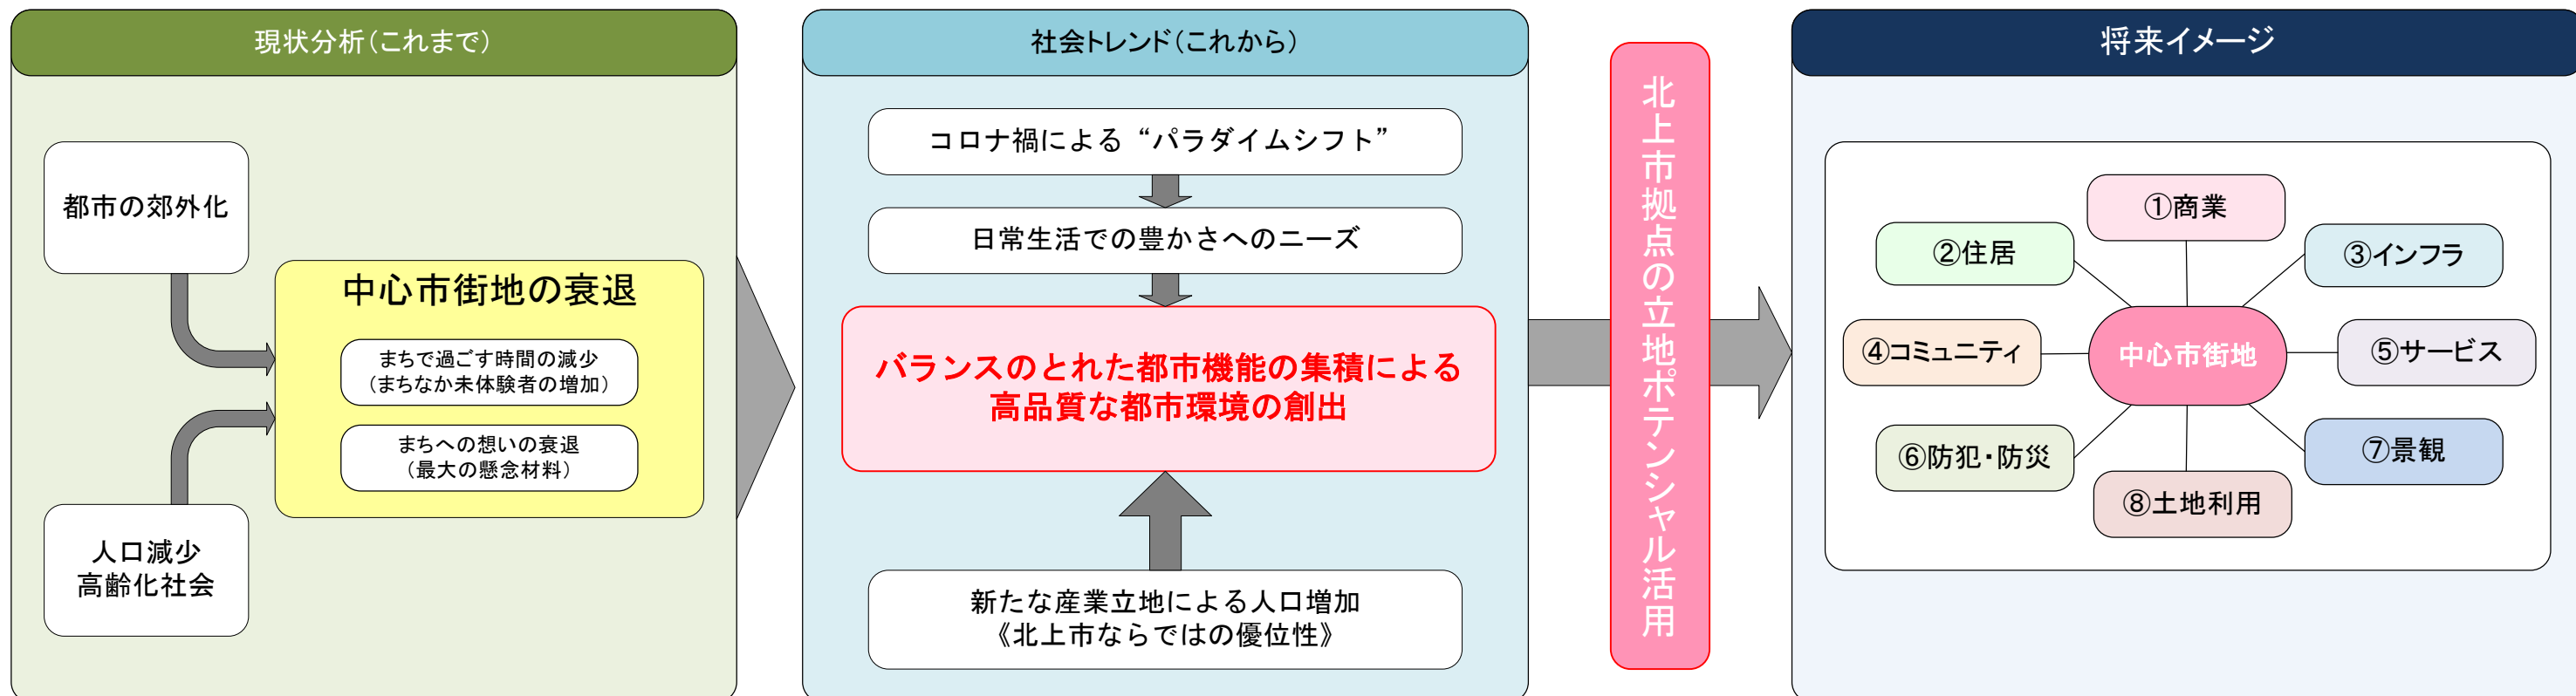 現状分析（これまで）
都市の郊外化
中心市街地の衰退
まちで過ごす時間の減少
（まちなか未体験者の増加）
まちへの想いの衰退
（最大の懸念材料）
人口減少
高齢化社会
社会トレンド（これから）
コロナ禍による “パラダイムシフト”
日常生活での豊かさへのニーズ
バランスのとれた都市機能の集積による
高品質な都市環境の創出
新たな産業立地による人口増加
《北上市ならではの優位性》
北上市拠点の立地ポテンシャル活用
将来イメージ
①商業
②住居
③インフラ
④コミュニティ
中心市街地
⑤サービス
⑥防犯・防災
⑦景観
⑧土地利用